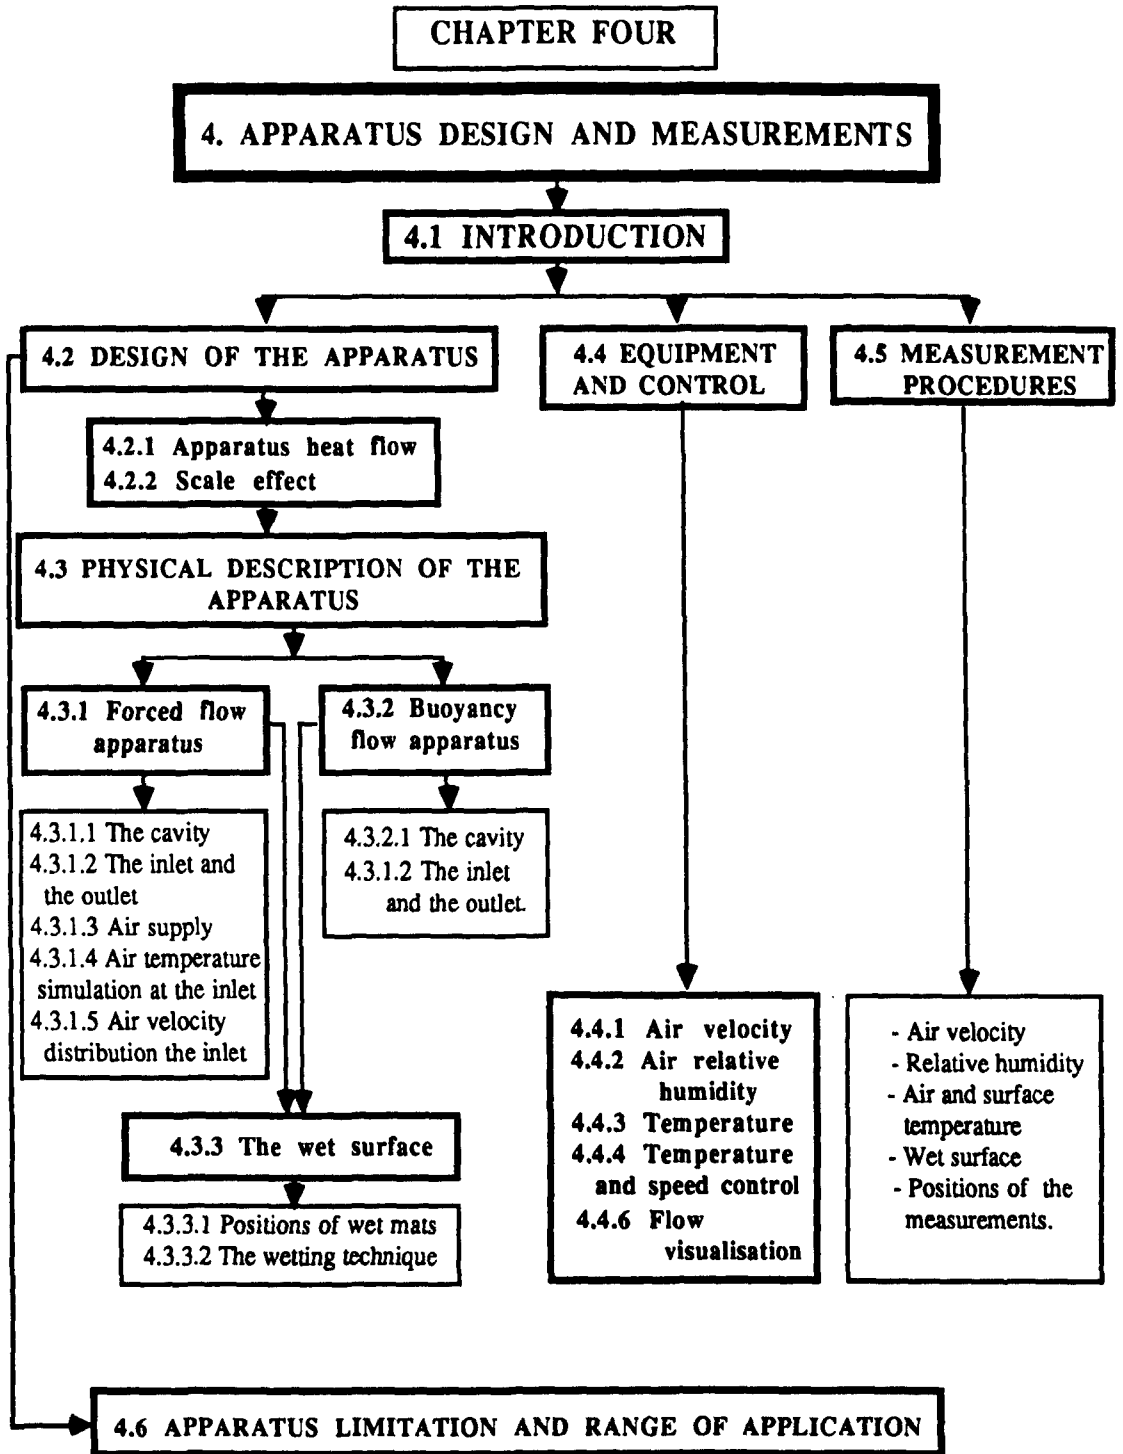 CHAPTER FOUR
4. APPARATUS DESIGN AND MEASUREMENTS
4.1 INTRODUCTION
4.2 DESIGN OF THE APPARATUS
4.2.1 Apparatus heat flow
4.2.2 Scale effect
4.3 PHYSICAL DESCRIPTION OF THE
APPARATUS
4.3.1 Forced flow
apparatus
4.3.1.1 The cavity
4.3.1.2 The inlet and
the outlet
4.3.1.3 Air supply
4.3.1.4 Air temperature
simulation at the inlet
4.3.1.5 Air velocity
distribution the inlet
4.3.2 Buoyancy
flow apparatus
4.3.2.1 The cavity
4.3.1.2 The inlet
and the outlet.
4.3.3 The wet surface
4.3.3.1 Positions of wet mats
4.3.3.2 The wetting technique
4.4 EQUIPMENT
AND CONTROL
4.4.1 Air velocity
4.4.2 Air relative
humidity
4.4.3 Temperature
4.4.4 Temperature
and speed control
4.4.6 Flow
visualisation
4.5 MEASUREMENT
PROCEDURES
- Air velocity
- Relative humidity
- Air and surface
temperature
- Wet surface
- Positions of the
measurements.
4.6 APPARATUS LIMITATION AND RANGE OF APPLICATION